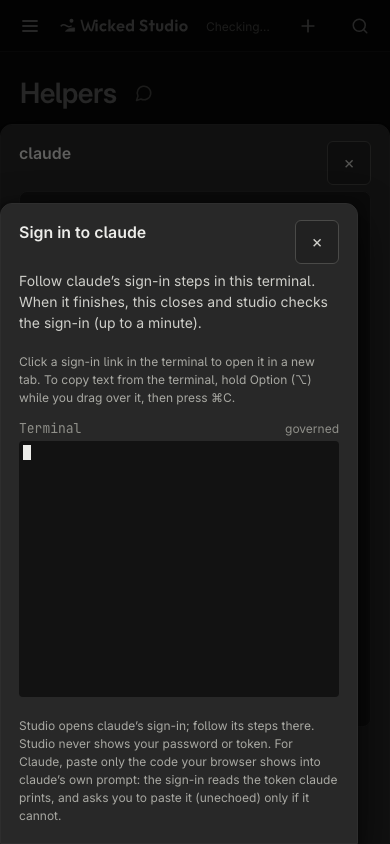 Wicked Studio Checking...
Helpers
claude
Sign in to claude
Follow claude’s sign-in steps in this terminal.
When it finishes, this closes and studio checks
the sign-in (up to a minute).
Click a sign-in link in the terminal to open it in a new
tab. To copy text from the terminal, hold Option (⌥)
while you drag over it, then press ⌘C.
Terminal governed
Studio opens claude’s sign-in; follow its steps there.
Studio never shows your password or token. For
Claude, paste only the code your browser shows into
claude’s own prompt: the sign-in reads the token claude
prints, and asks you to paste it (unechoed) only if it
cannot.